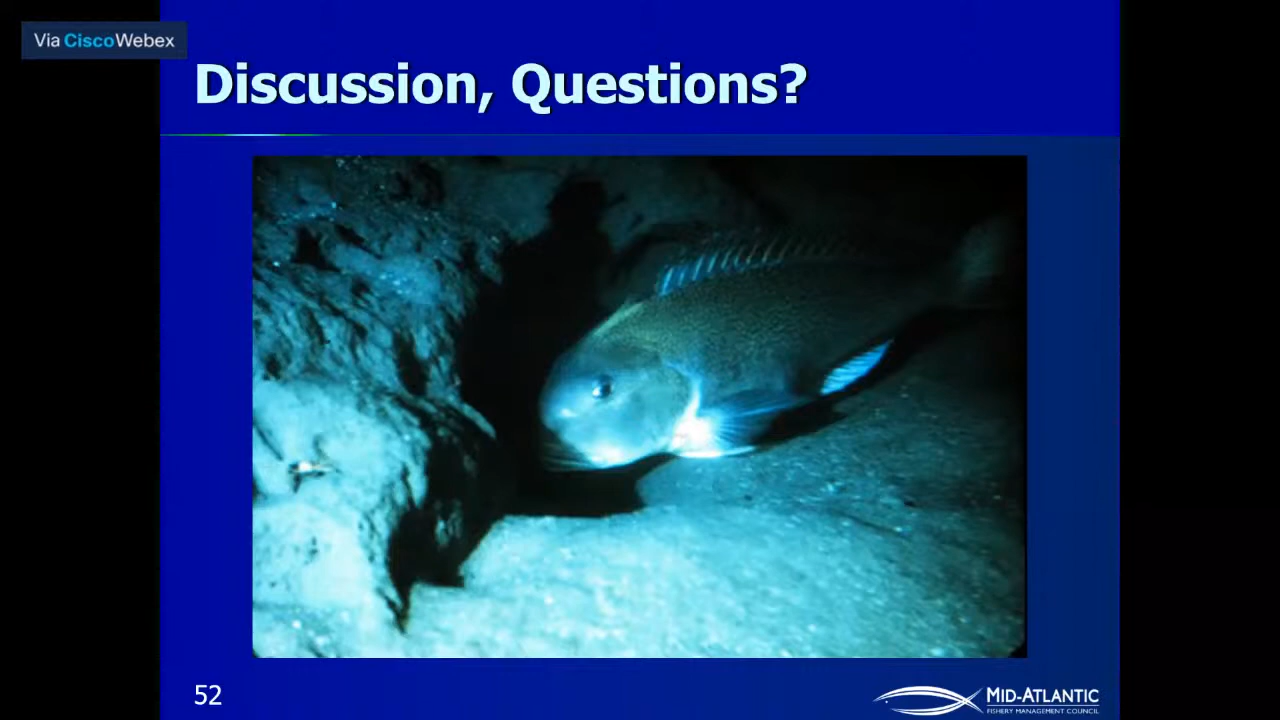 Via CiscoWebex
Discussion, Questions?
52
MID-ATLANTIC
FISHERY MANAGEMENT COUNCIL